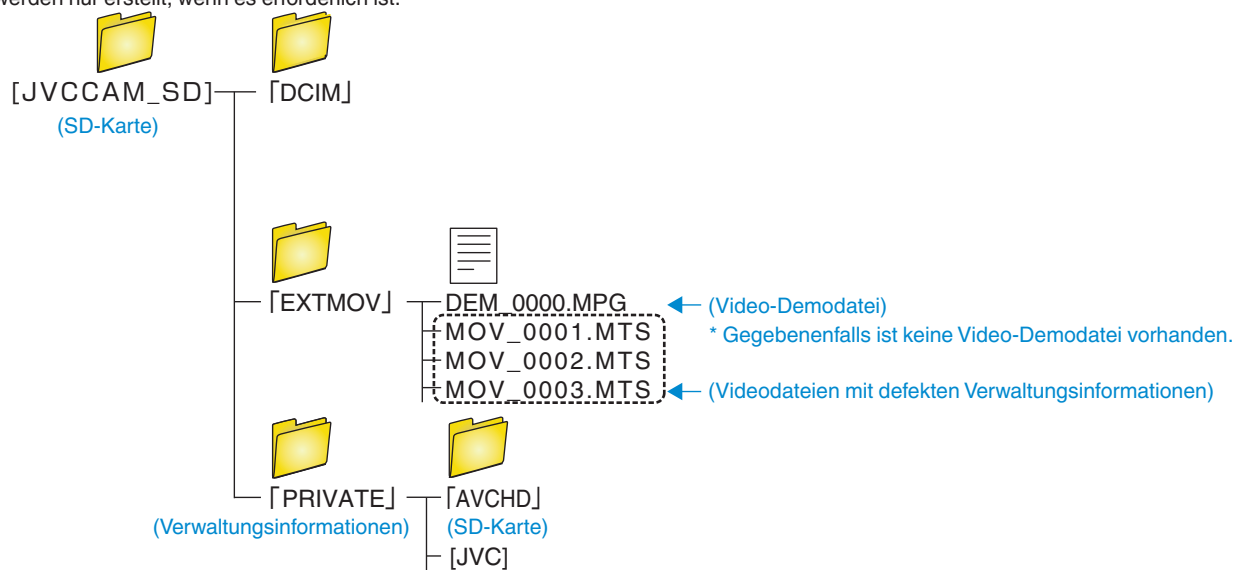 werden nur erstellt, wenn es erforderlich ist.
[JVCCAM_SD]
「DCIM」
(SD-Karte)
「EXTMOV」
DEM_0000.MPG
(Video-Demodatei)
MOV_0001.MTS
* Gegebenenfalls ist keine Video-Demodatei vorhanden.
MOV_0002.MTS
MOV_0003.MTS
(Videodateien mit defekten Verwaltungsinformationen)
「PRIVATE」
「AVCHD」
(Verwaltungsinformationen)
(SD-Karte)
[JVC]